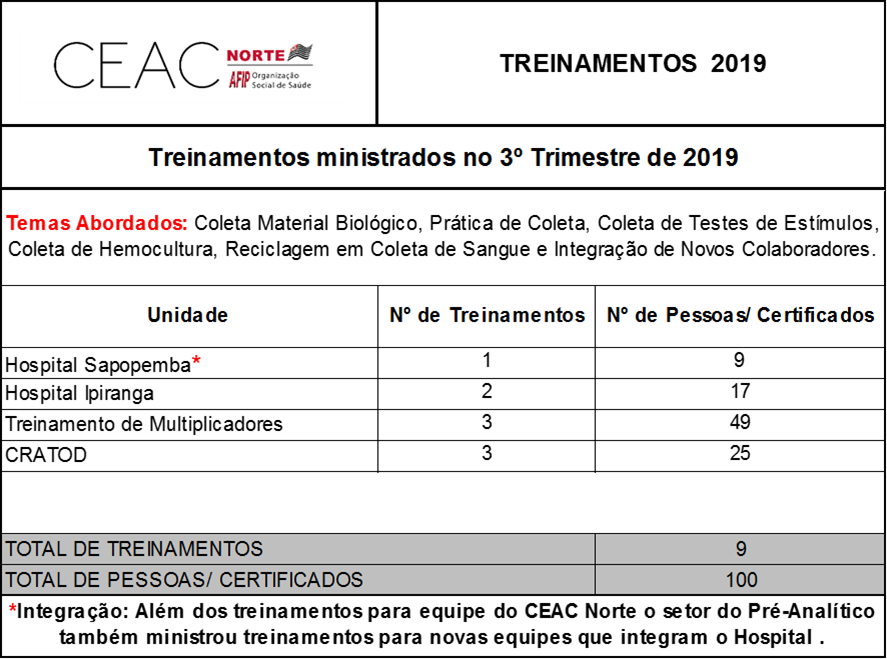 CEAC NORTE
AFIP Organização
Social de Saúde
TREINAMENTOS 2019
Treinamentos ministrados no 3º Trimestre de 2019
Temas Abordados: Coleta Material Biológico, Prática de Coleta, Coleta de Testes de Estímulos,
Coleta de Hemocultura, Reciclagem em Coleta de Sangue e Integração de Novos Colaboradores.
Unidade Nº de Treinamentos Nº de Pessoas/ Certificados
Hospital Sapopemba* 1 9
Hospital Ipiranga 2 17
Treinamento de Multiplicadores 3 49
CRATOD 3 25
TOTAL DE TREINAMENTOS 9
TOTAL DE PESSOAS/ CERTIFICADOS 100
*Integração: Além dos treinamentos para equipe do CEAC Norte o setor do Pré-Analítico
também ministrou treinamentos para novas equipes que integram o Hospital .